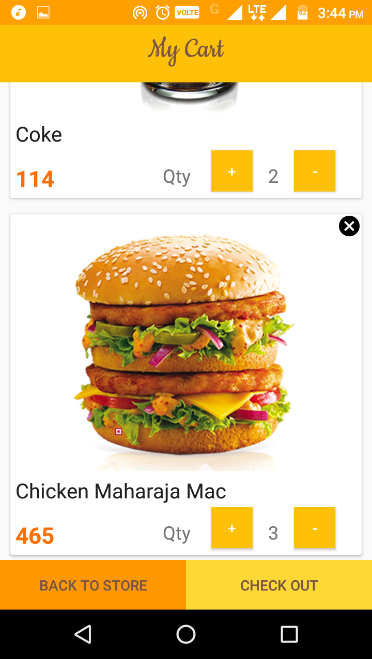 VOLTE G LTE 92 3:44 PM
My Cart
Coke
114 Qty + 2 -
Chicken Maharaja Mac
465 Qty + 3 -
BACK TO STORE CHECK OUT